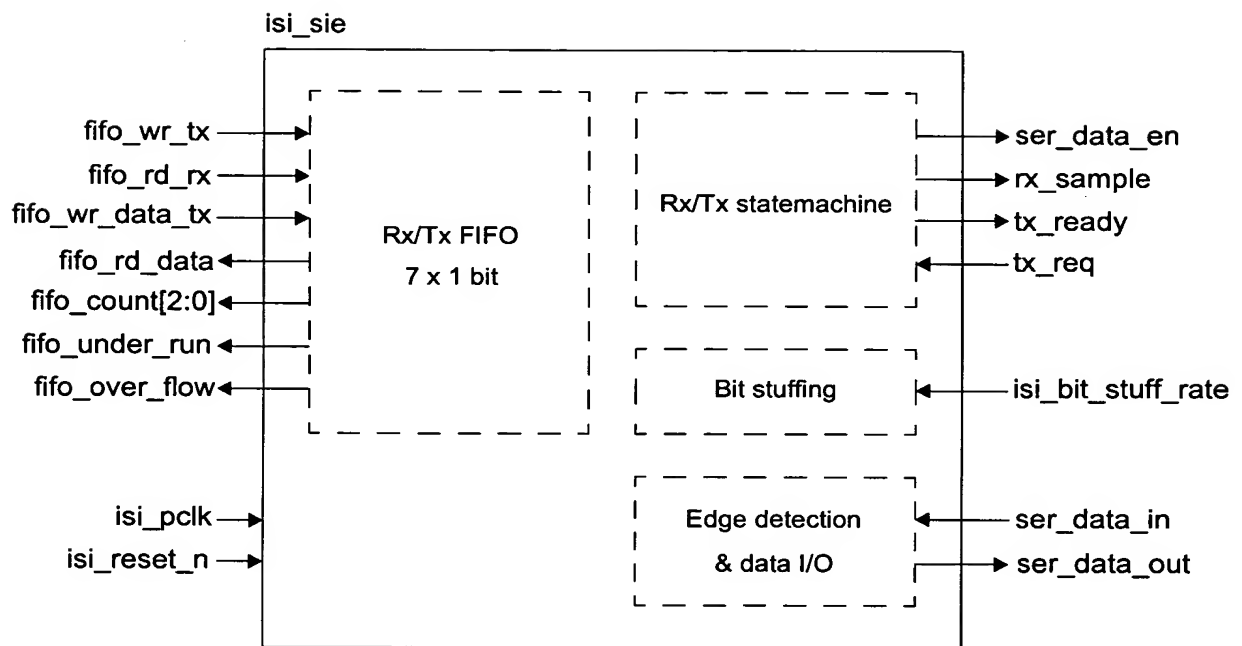 isi_sie
fifo_wr_tx
fifo_rd_rx
fifo_wr_data_tx
fifo_rd_data
fifo_count[2:0]
fifo_under_run
fifo_over_flow
isi_pclk
isi_reset_n
Rx/Tx FIFO
7 x 1 bit
Rx/Tx statemachine
Bit stuffing
Edge detection
& data I/O
ser_data_en
rx_sample
tx_ready
tx_req
isi_bit_stuff_rate
ser_data_in
ser_data_out